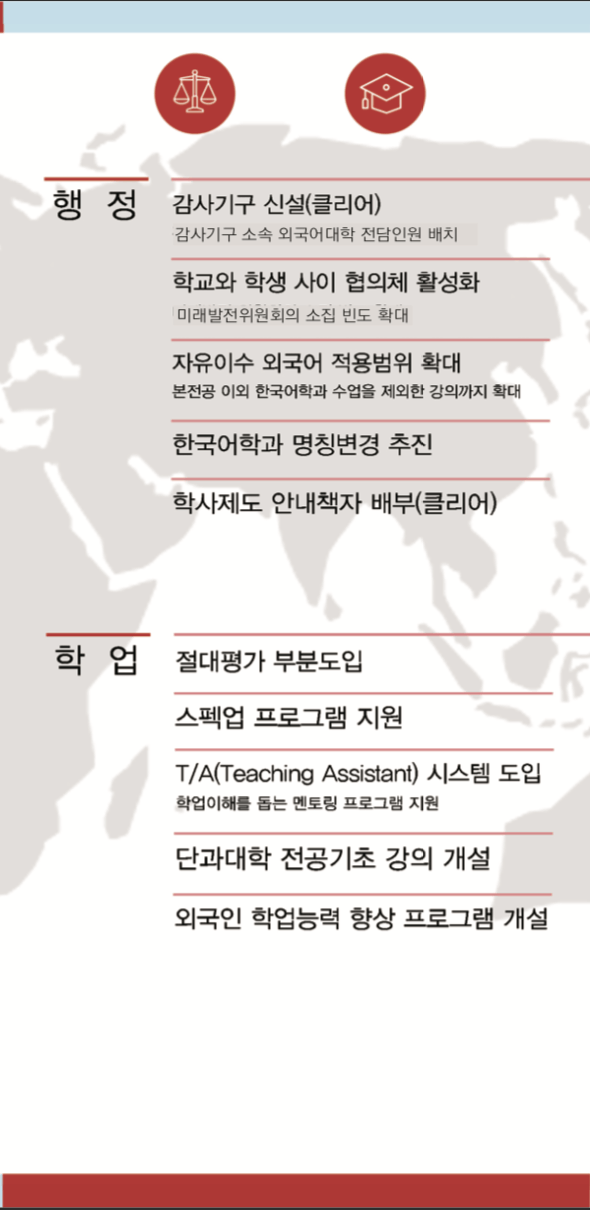 행 정
감사기구 신설(클리어)
감사기구 소속 외국어대학 전담인원 배치
학교와 학생 사이 협의체 활성화
미래발전위원회의 소집 빈도 확대
자유이수 외국어 적용범위 확대
본전공 이외 한국어학과 수업을 제외한 강의까지 확대
한국어학과 명칭변경 추진
학사제도 안내책자 배부(클리어)
학 업
절대평가 부분도입
스펙업 프로그램 지원
T/A(Teaching Assistant) 시스템 도입
학업이해를 돕는 멘토링 프로그램 지원
단과대학 전공기초 강의 개설
외국인 학업능력 향상 프로그램 개설